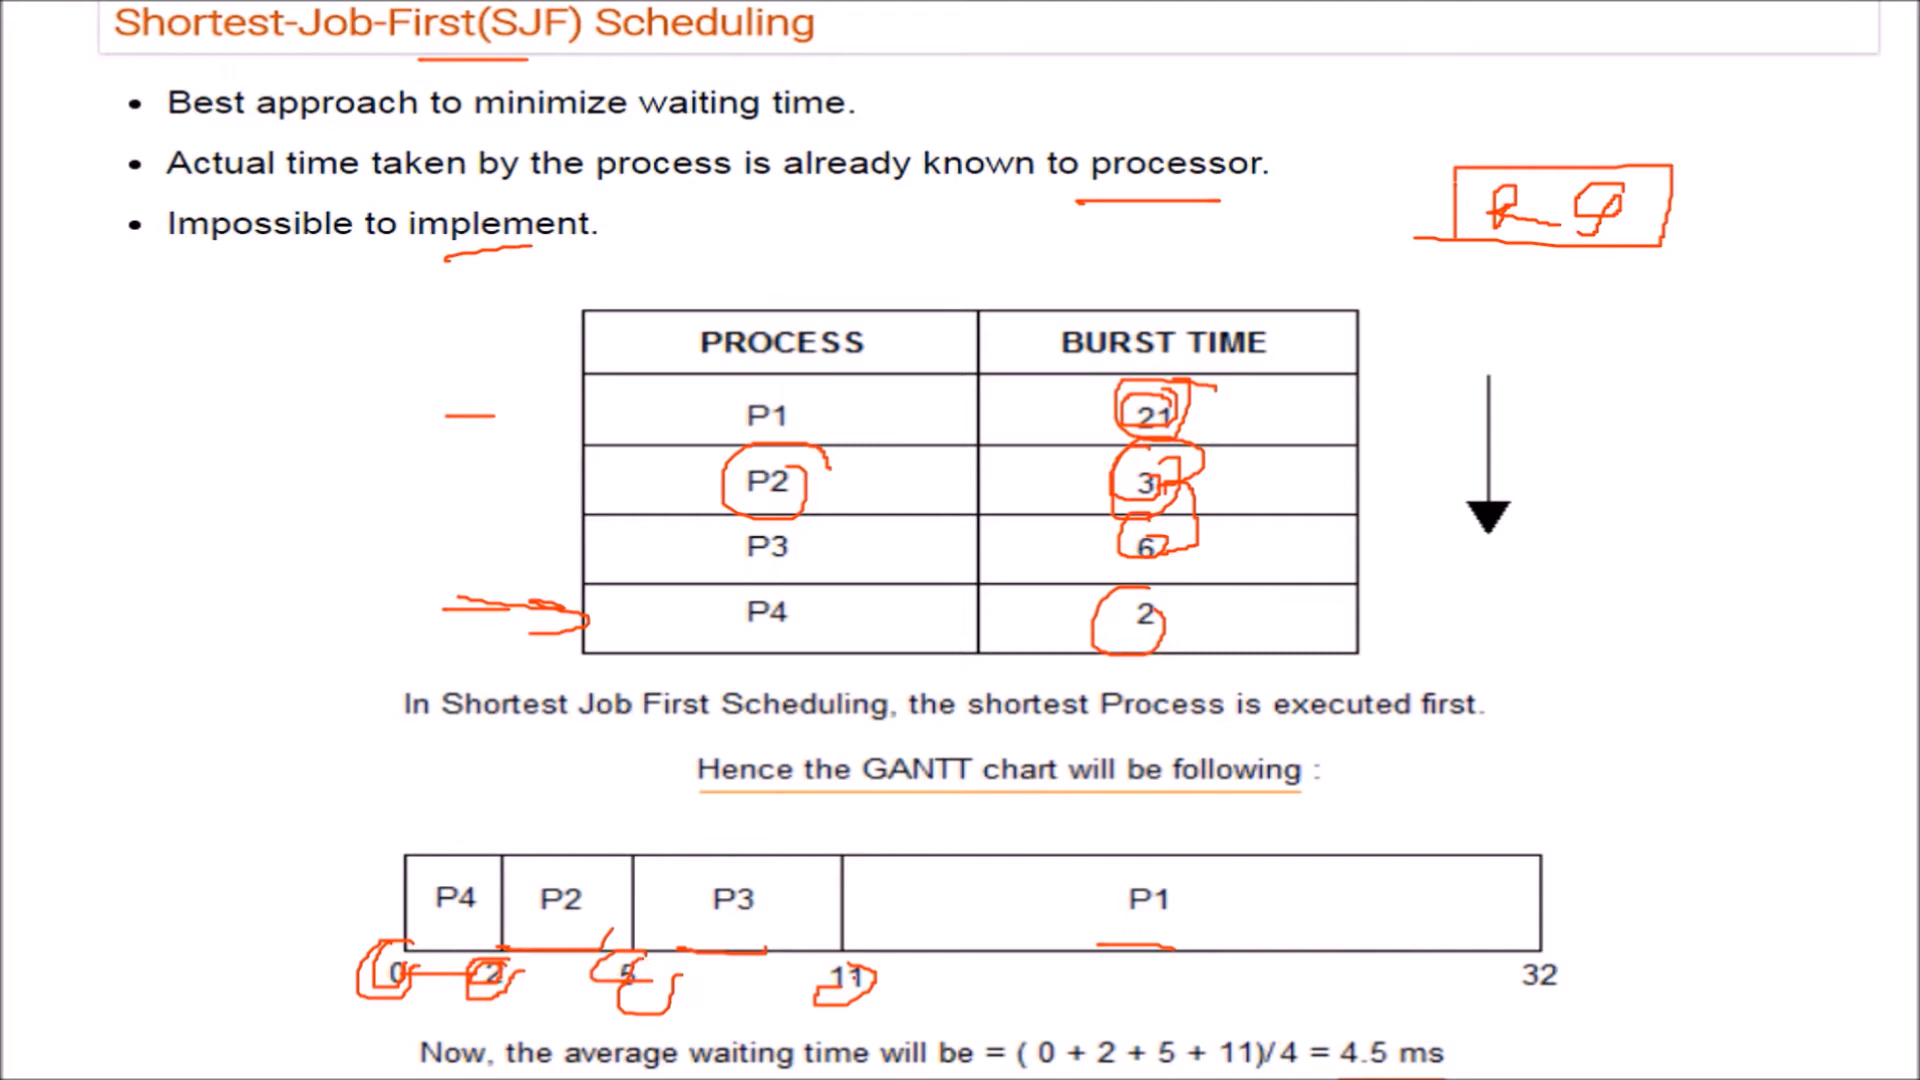 Shortest-Job-First(SJF) Scheduling
• Best approach to minimize waiting time.
• Actual time taken by the process is already known to processor.
• Impossible to implement.
PROCESS BURST TIME
P1 21
P2 3
P3 6
P4 2
In Shortest Job First Scheduling, the shortest Process is executed first.
Hence the GANTT chart will be following :
P4 P2 P3 P1
0 2 5 11 32
Now, the average waiting time will be = ( 0 + 2 + 5 + 11)/4 = 4.5 ms